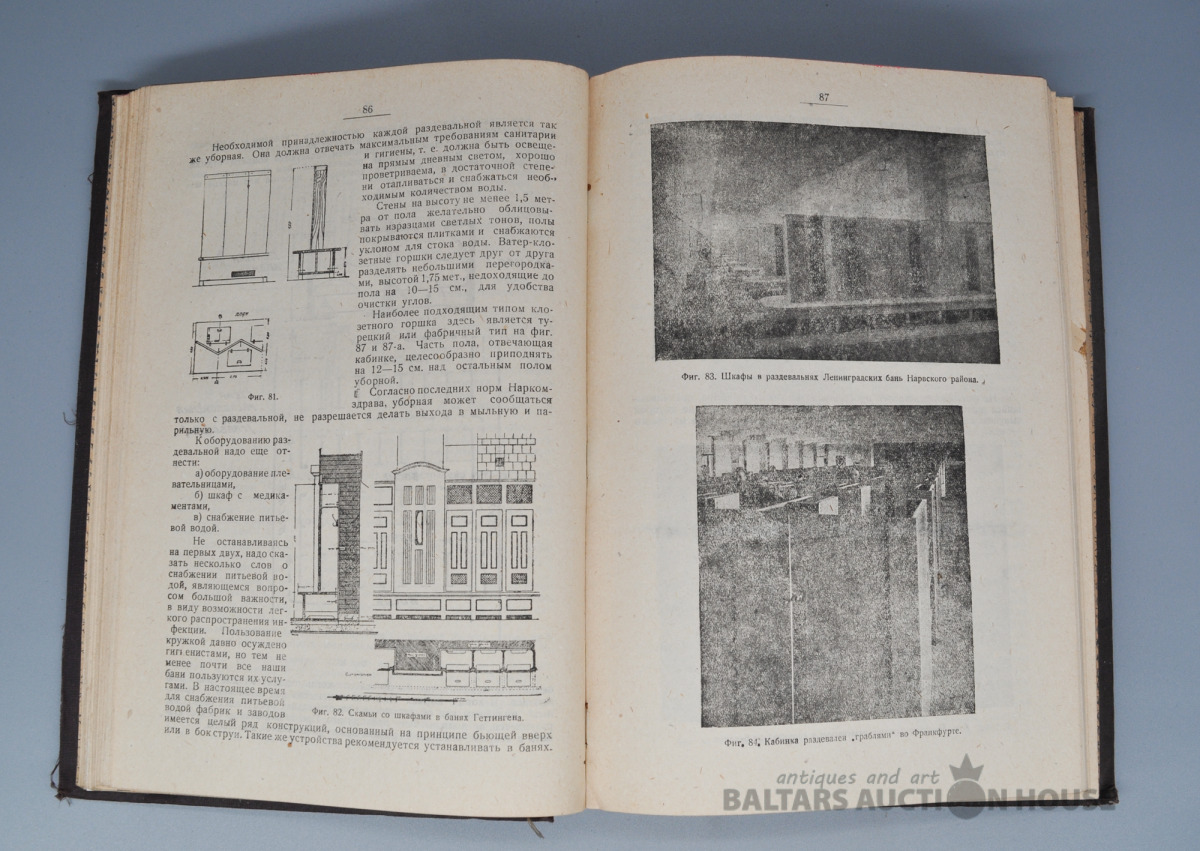 86
Необходимой принадлежностью каждой раздевальной является так
же уборная. Она должна отвечать максимальным требованиям санитарии
и гигиены, т. е. должна быть освеще-
на прямым дневным светом, хорошо
проветриваема, в достаточной степе-
ни отапливаться и снабжаться необ-
ходимым количеством воды.
Стены на высоту не менее 1,5 мет-
ра от пола желательно облицовы-
вать изразцами светлых тонов, полы
покрываются плитками и снабжаются
уклоном для стока воды. Ватер-кло-
зетные горшки следует друг от друга
разделять небольшими перегородка-
ми, высотой 1,75 мет., недоходящие до
пола на 10—15 см., для удобства
очистки углов.
Наиболее подходящим типом кло-
зетного горшка здесь является ту-
рецкий или фабричный тип на фиг.
87 и 87-а. Часть пола, отвечающая
кабинке, целесообразно приподнять
на 12—15 см. над остальным полом
уборной.
Согласно последних норм Нарком-
здрава, уборная может сообщаться
Фиг. 81.
только с раздевальной, не разрешается делать выхода в мыльную и па-
рильную.
К оборудованию раз-
девальной надо еще от-
нести:
а) оборудование пле-
вательницами,
б) шкаф с медика-
ментами,
в) снабжение питье-
вой водой.
Не останавливаясь
на первых двух, надо ска-
зать несколько слов о
снабжении питьевой во-
дой, являющемся вопро-
сом большой важности,
в виду возможности лег-
кого распространения ин-
фекции. Пользование
кружкой давно осуждено
гигиенистами, но тем не
менее почти все наши
бани пользуются их услу-
гами. В настоящее время
для снабжения питьевой
водой фабрик и заводов
Фиг. 82. Скамьи со шкафами в банях Геттингена.
имеется целый ряд конструкций, основанный на принципе бьющей вверх
или в бок струи. Такие же устройства рекомендуется устанавливать в банях.
87
Фиг. 83. Шкафы в раздевальнях Ленинградских бань Нарвского района.
Фиг. 84. Кабинка раздевален „граблями“ во Франкфурте.
antiques and art
BALTARS AUCTION HOUSE